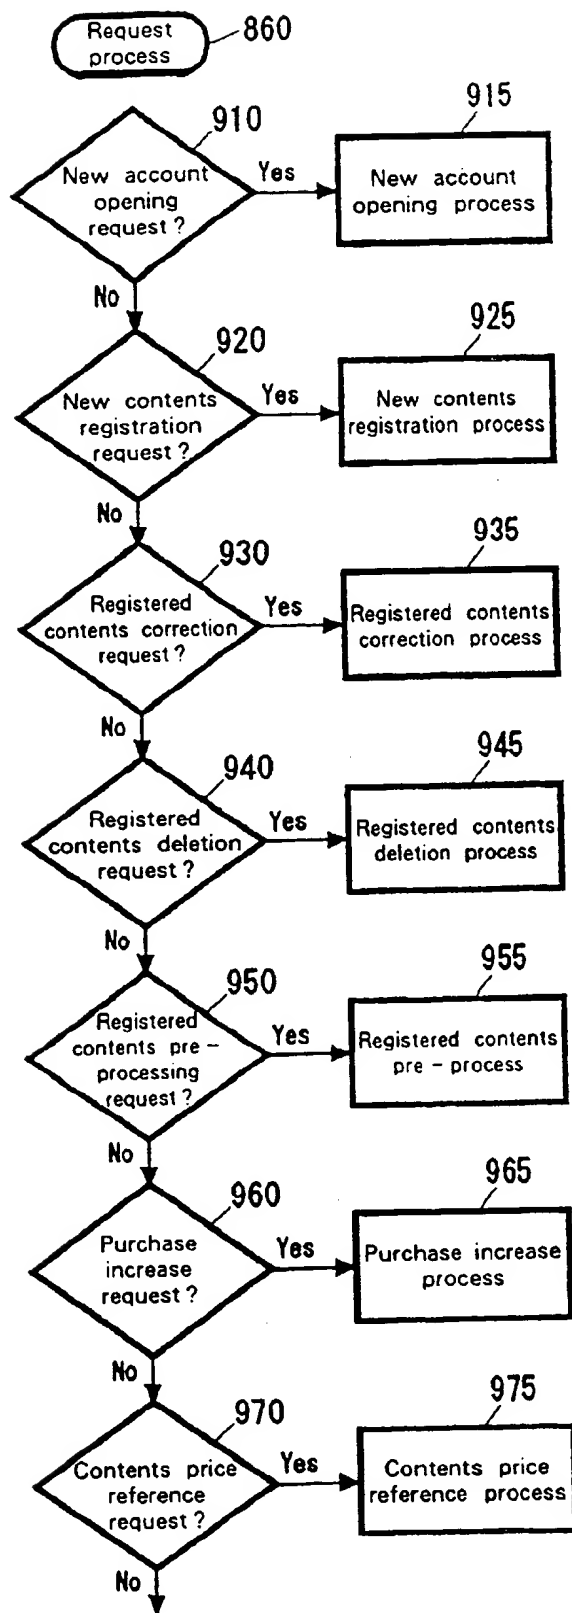 Request
process
860
910
New account
opening
request?
Yes
915
New account
opening process
No
920
New contents
registration
request?
Yes
925
New contents
registration process
No
930
Registered
contents correction
request?
Yes
935
Registered contents
correction process
No
940
Registered
contents deletion
request?
Yes
945
Registered contents
deletion process
No
950
Registered
contents pre-
processing
request?
Yes
955
Registered contents
pre-process
No
960
Purchase
increase
request?
Yes
965
Purchase increase
process
No
970
Contents price
reference
request?
Yes
975
Contents price
reference process
No